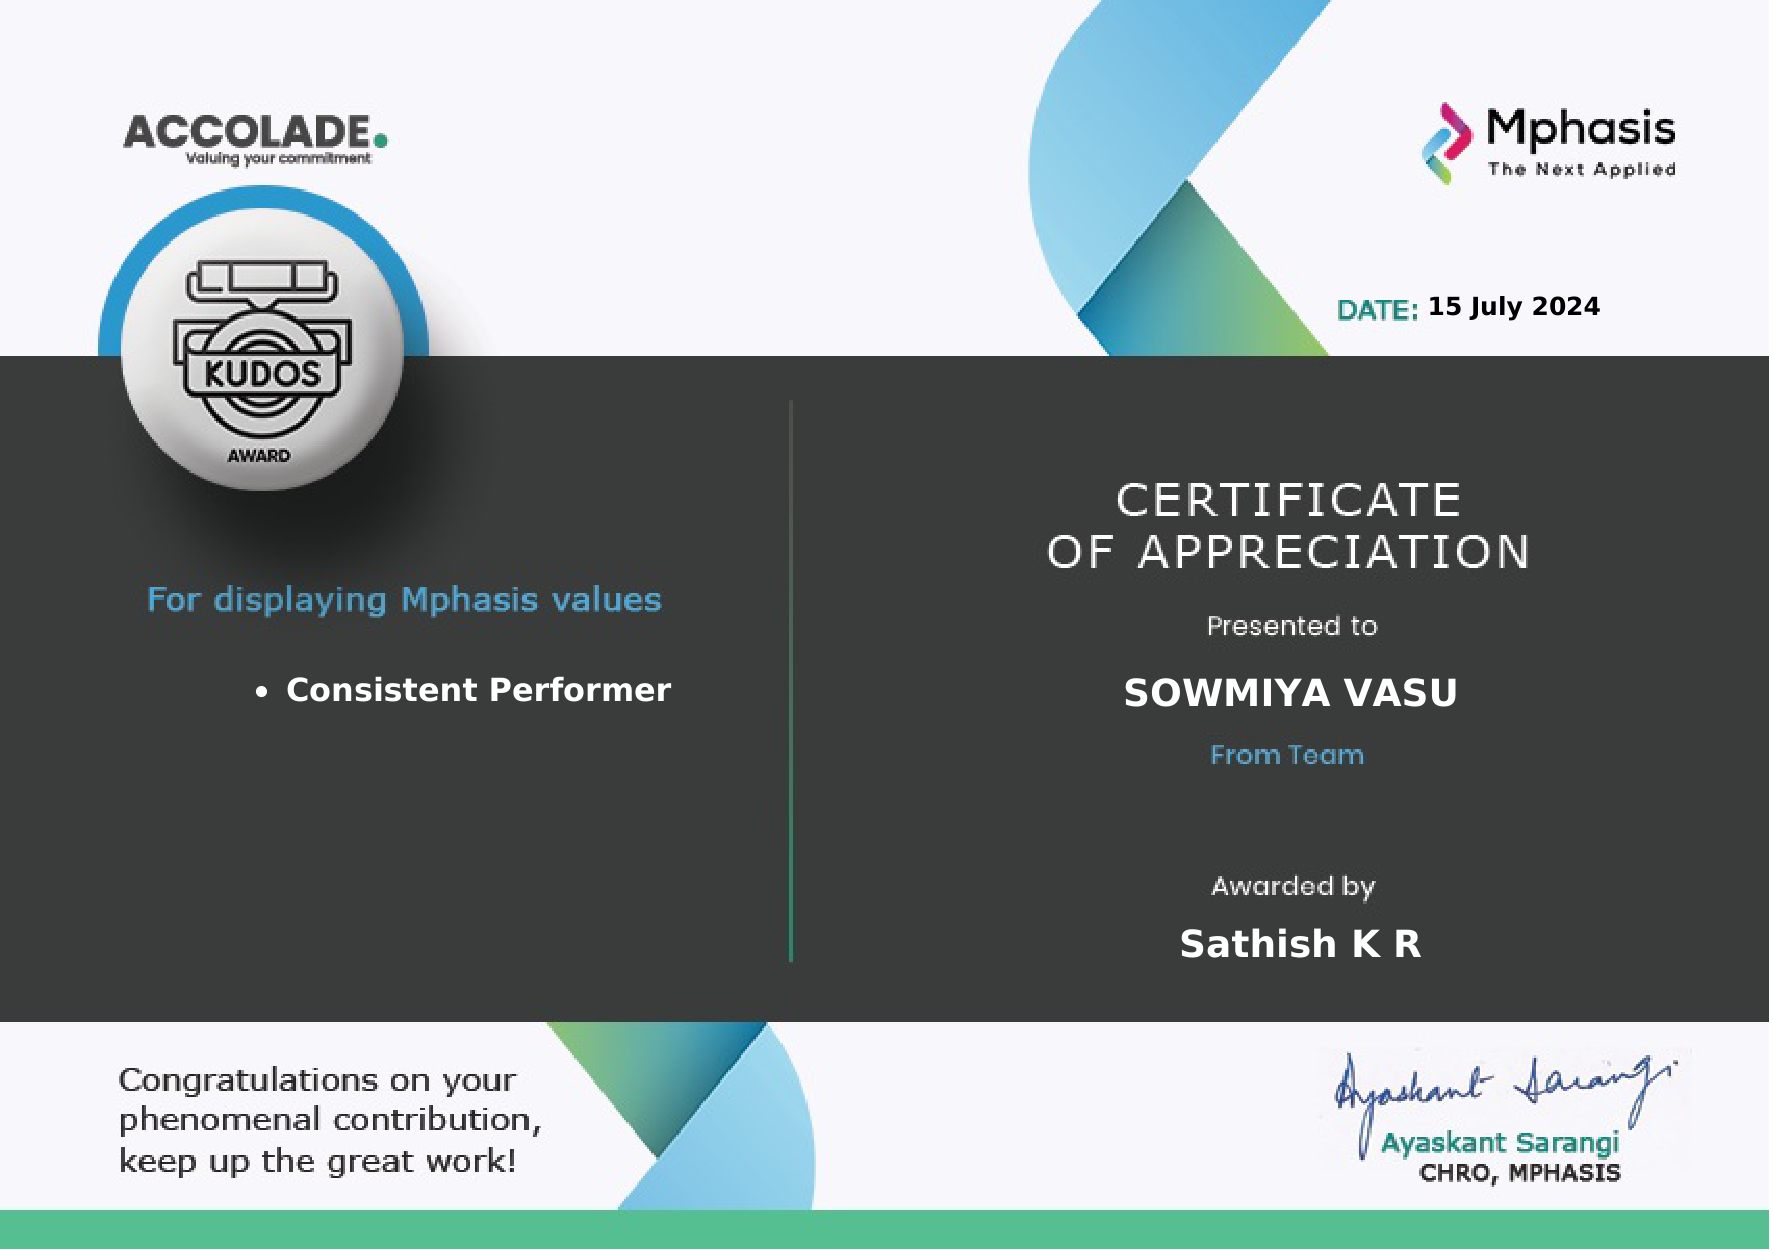 ACCOLADE.
Valuing your commitment
Mphasis
The Next Applied
DATE: 15 July 2024
KUDOS
AWARD
For displaying Mphasis values
• Consistent Performer
CERTIFICATE
OF APPRECIATION
Presented to
SOWMIYA VASU
From Team
Awarded by
Sathish K R
Congratulations on your
phenomenal contribution,
keep up the great work!
Ayaskant Sarangi
Ayaskant Sarangi
CHRO, MPHASIS